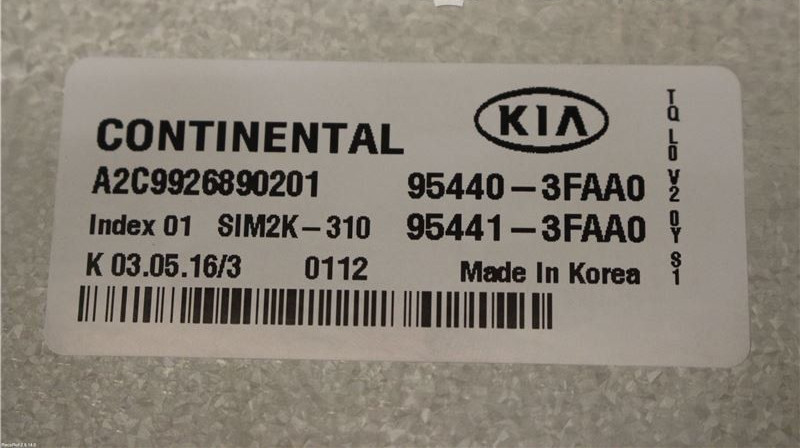 KIA
CONTINENTAL
A2C9926890201 95440-3FAA0
Index 01 SIM2K-310 95441-3FAA0
K 03.05.16/3 0112 Made In Korea
TQ L0 V2 0Y S1